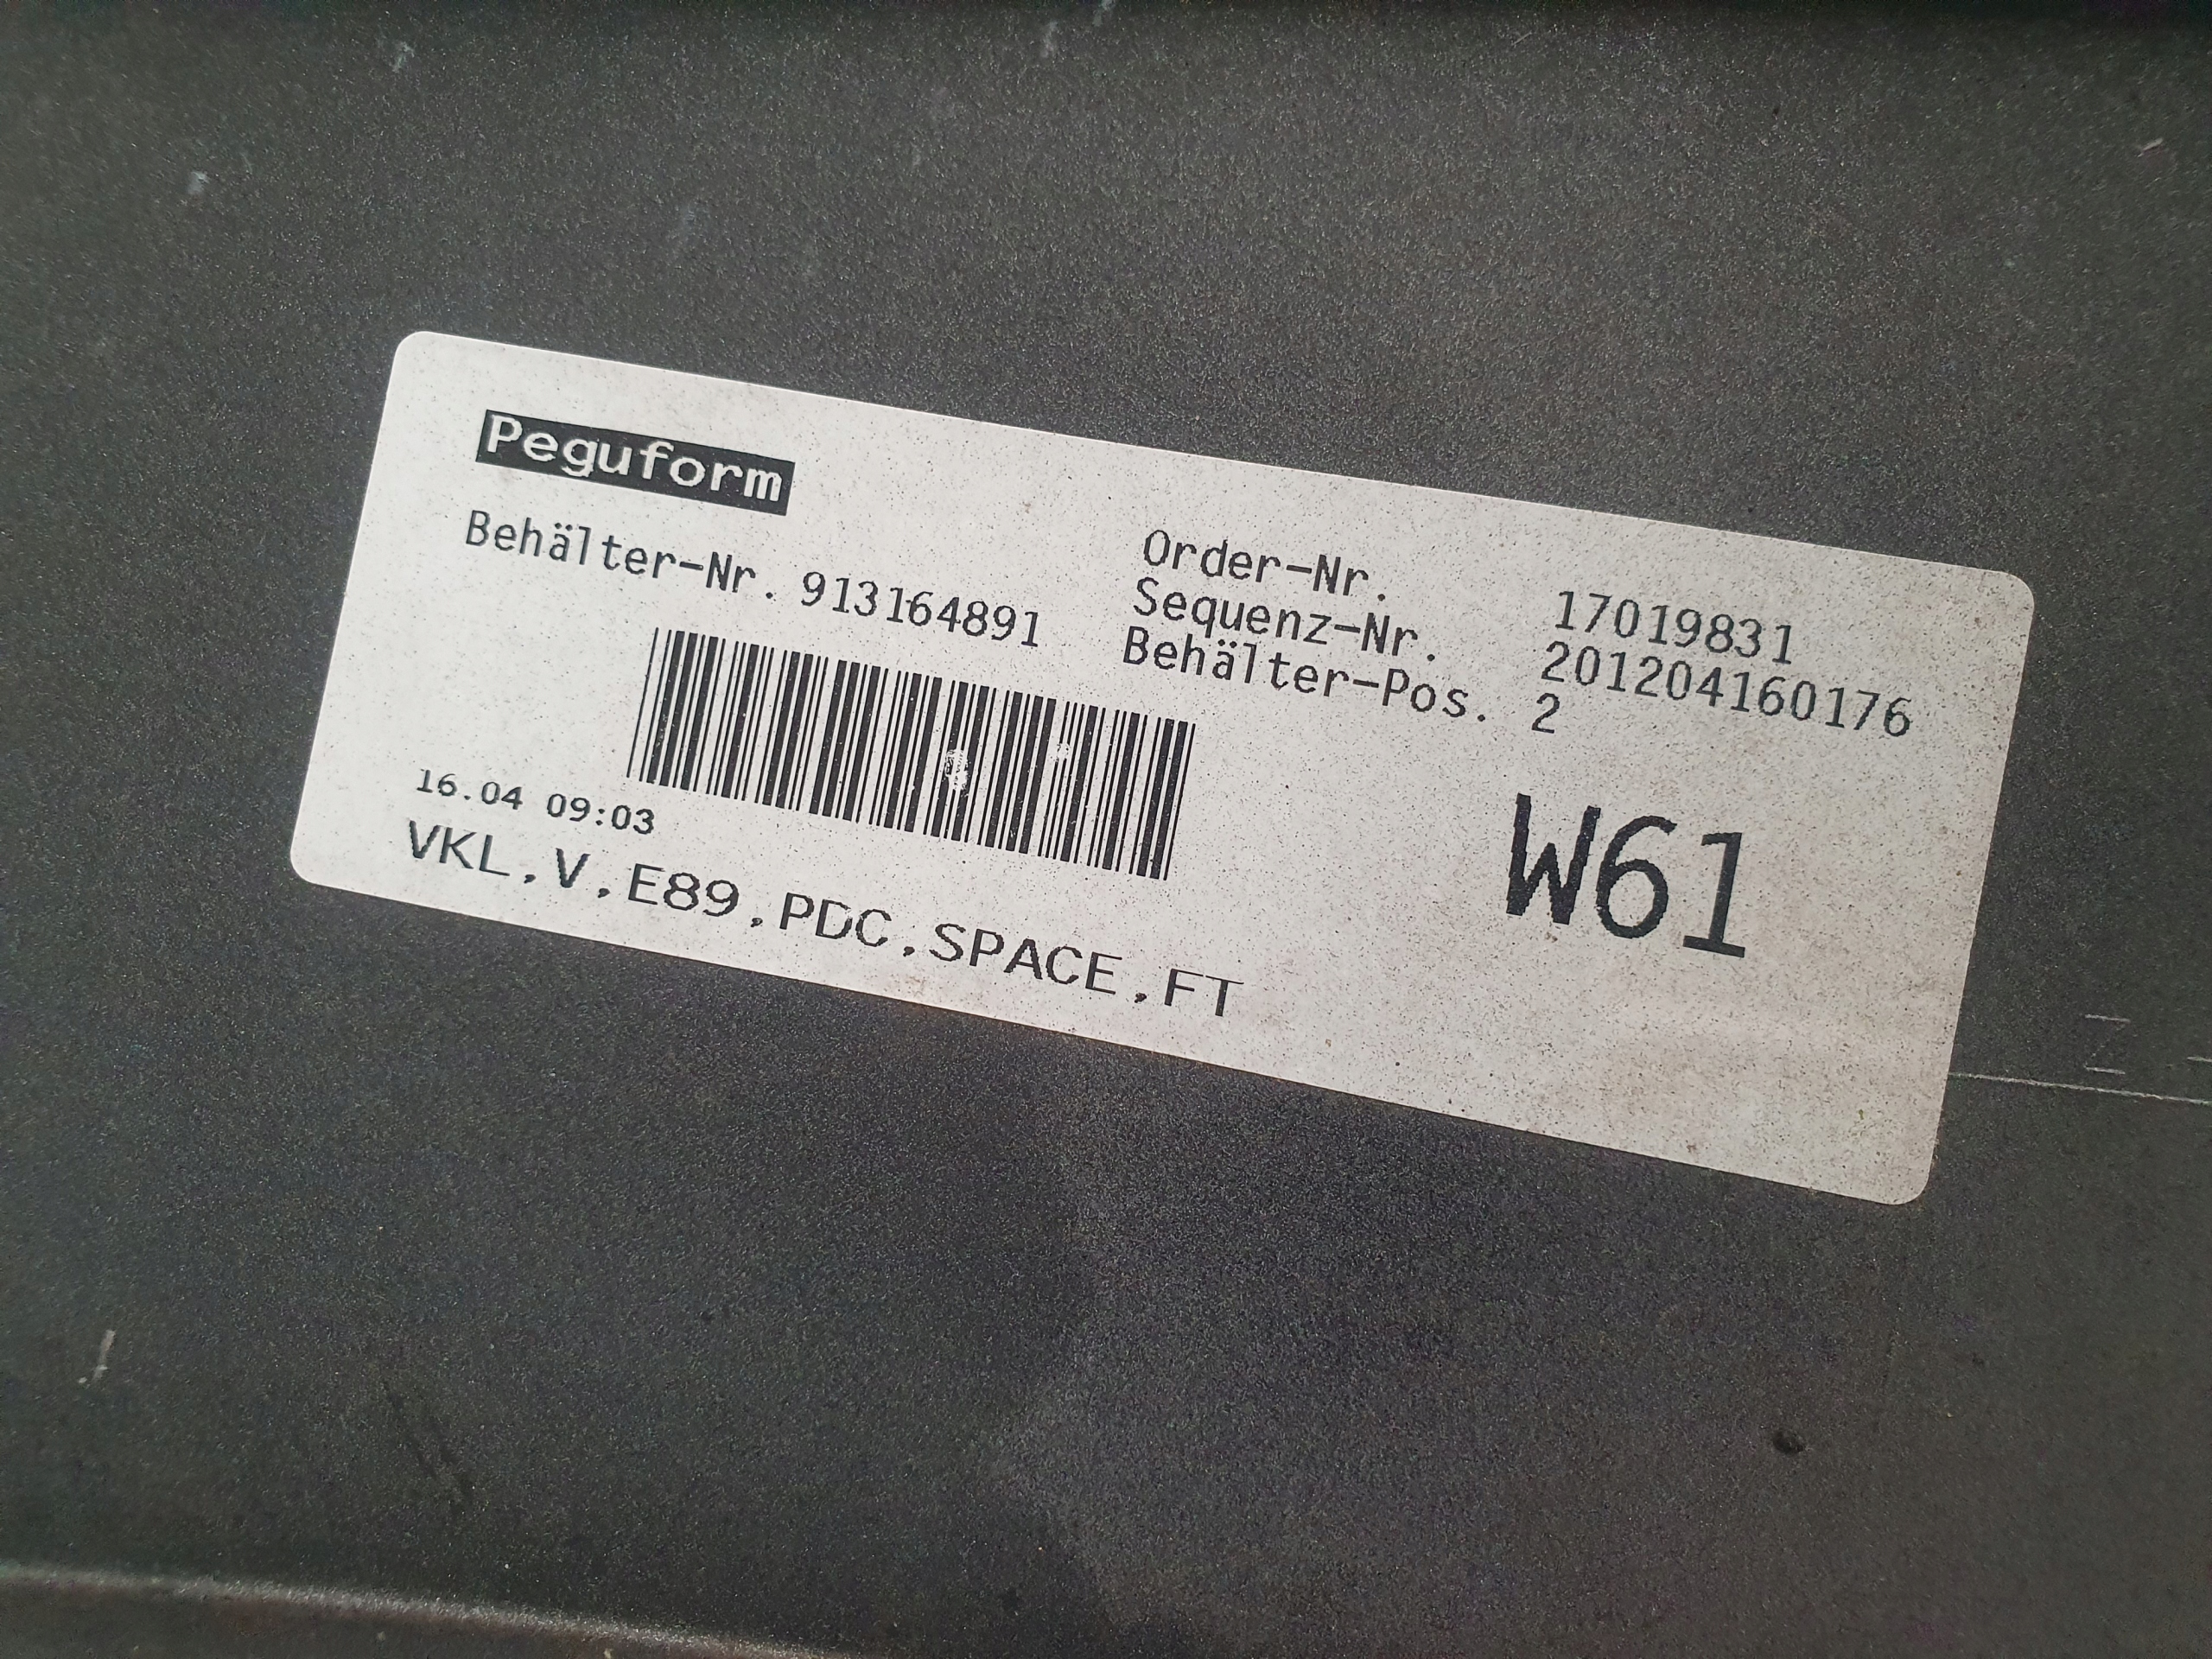 Peguform
Behälter-Nr. 913164891
Order-Nr. 17019831
Sequenz-Nr. 201204160176
Behälter-Pos. 2
16.04 09:03
W61
VKL,V,E89,PDC,SPACE,FT